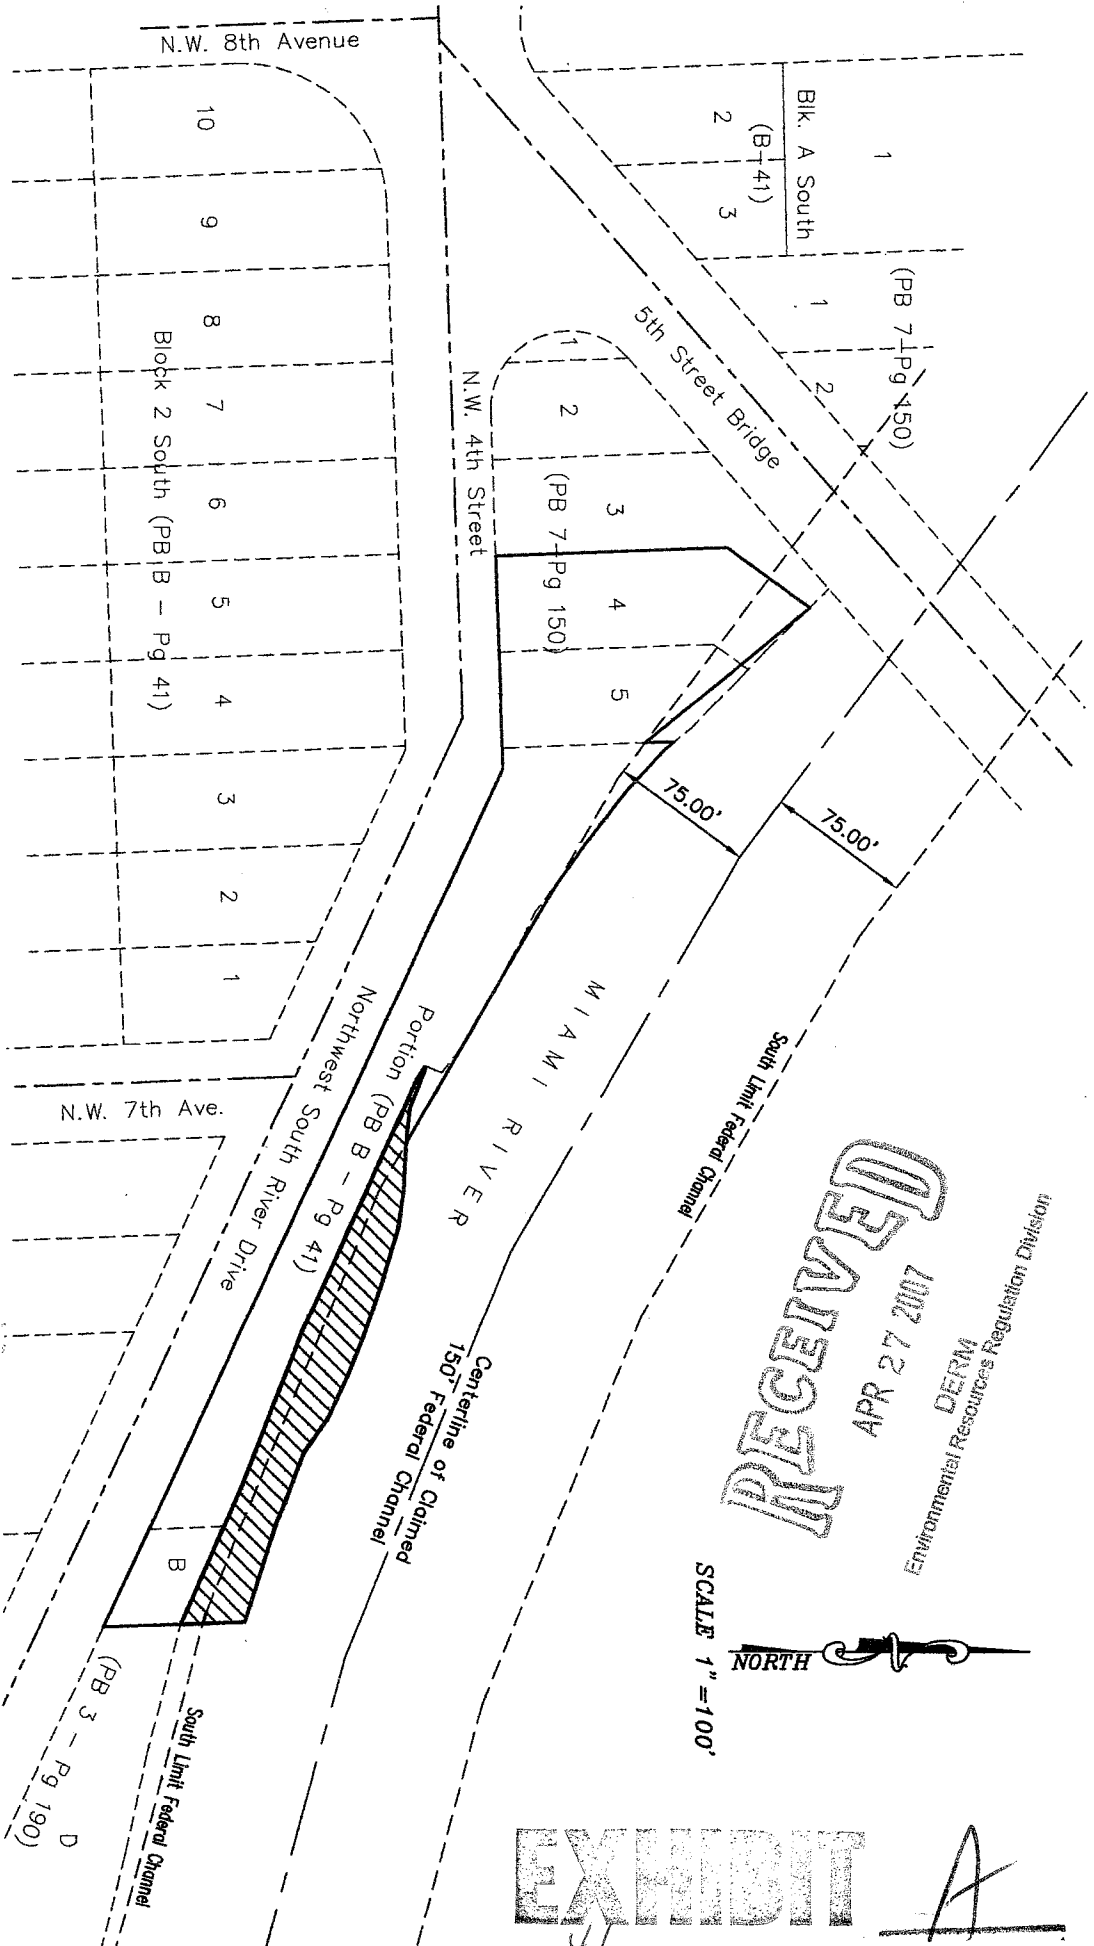 N.W. 8th Avenue
10
9
8
7
6
5
4
3
2
1
Block 2 South (PB B - Pg 41)
N.W. 4th Street
Blk. A South
(B-41)
1
2
3
(PB 7-Pg 150)
1
2
5th Street Bridge
1
2
3
4
5
(PB 7-Pg 150)
75.00'
75.00'
MIAMI RIVER
South Limit Federal Channel
N.W. 7th Ave.
Northwest South River Drive
Portion (PB B - Pg 41)
Centerline of Claimed
150' Federal Channel
B
(PB 3 - Pg 190)
D
South Limit Federal Channel
RECEIVED
APR 27 2007
DERM
Environmental Resources Regulation Division
SCALE 1"=100'
NORTH
EXHIBIT A